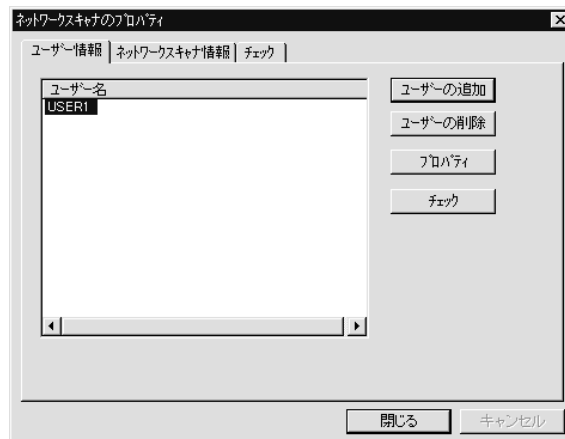 ネットワークスキャナのプロパティ
ユーザー情報
ネットワークスキャナ情報
チェック
ユーザー名
USER1
ユーザーの追加
ユーザーの削除
プロパティ
チェック
閉じる
キャンセル